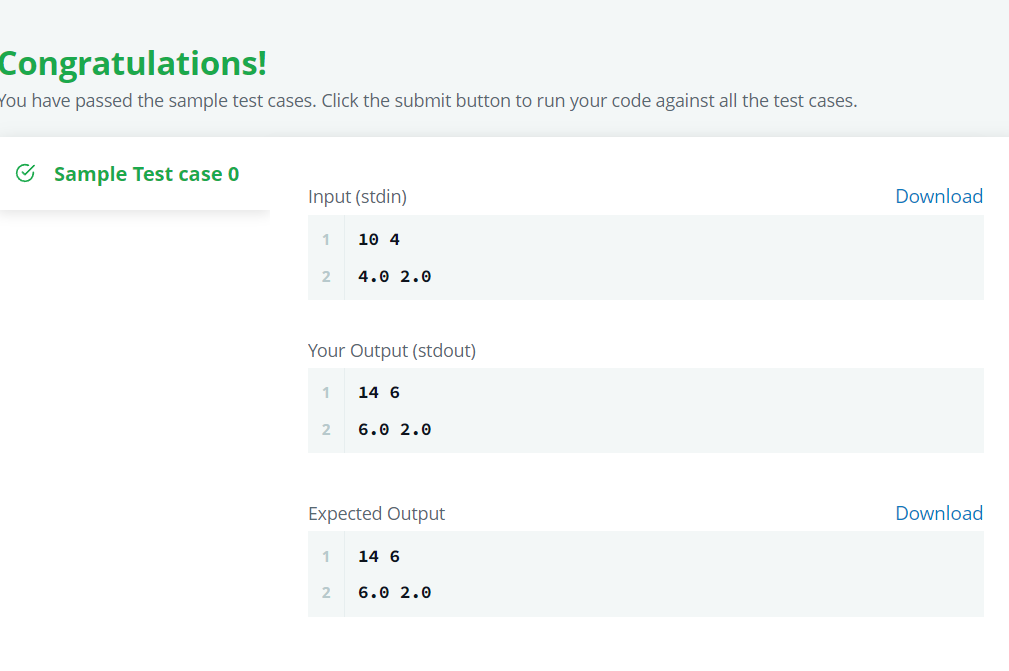 Congratulations!
You have passed the sample test cases. Click the submit button to run your code against all the test cases.
Sample Test case 0
Input (stdin)
Download
1 10 4
2 4.0 2.0
Your Output (stdout)
1 14 6
2 6.0 2.0
Expected Output
Download
1 14 6
2 6.0 2.0